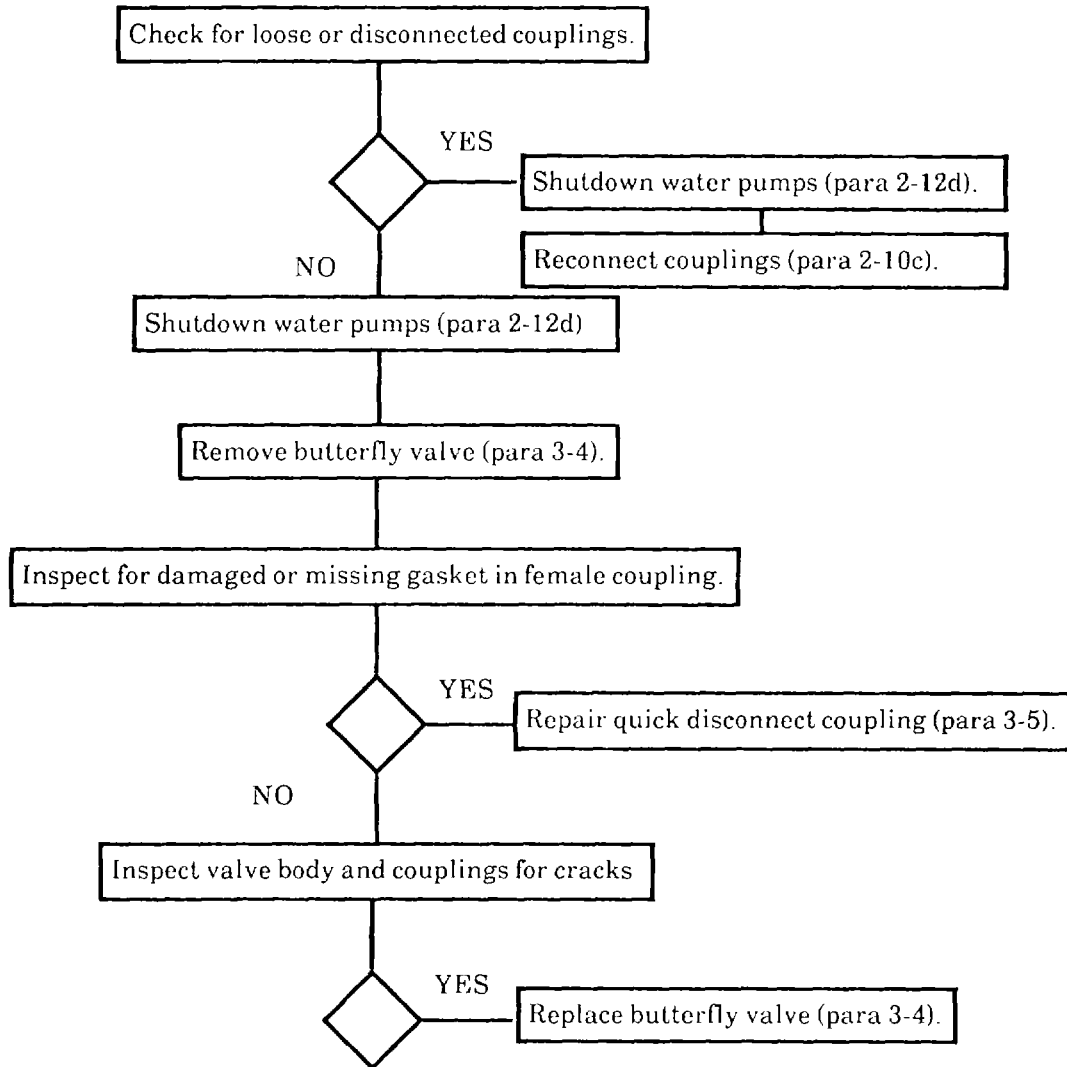 Check for loose or disconnected couplings.
YES
Shutdown water pumps (para 2-12d).
Reconnect couplings (para 2-10c).
NO
Shutdown water pumps (para 2-12d)
Remove butterfly valve (para 3-4).
Inspect for damaged or missing gasket in female coupling.
YES
Repair quick disconnect coupling (para 3-5).
NO
Inspect valve body and couplings for cracks
YES
Replace butterfly valve (para 3-4).